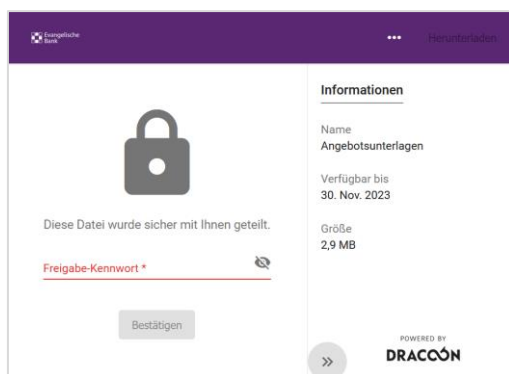 Evangelische
Bank
Herunterladen
Diese Datei wurde sicher mit Ihnen geteilt.
Freigabe-Kennwort *
Bestätigen
Informationen
Name
Angebotsunterlagen
Verfügbar bis
30. Nov. 2023
Größe
2,9 MB
POWERED BY
DRACOON